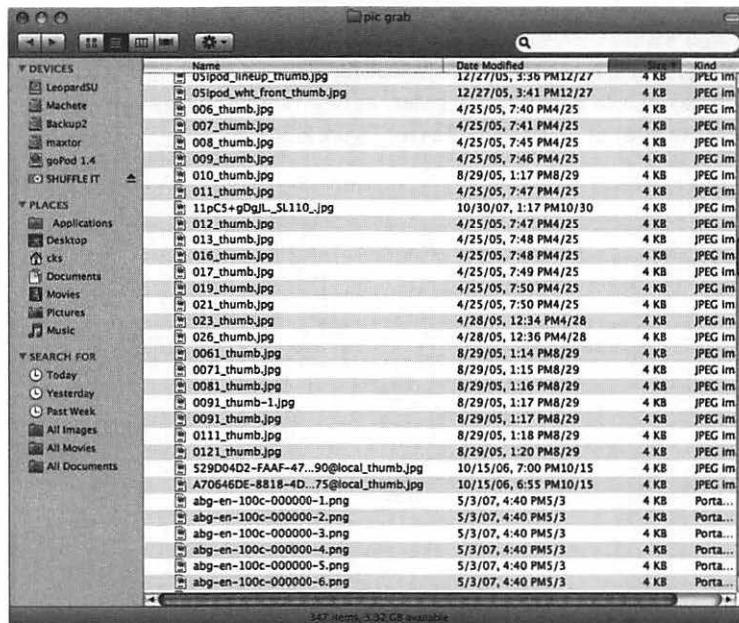 pic grab
DEVICES
LeopardSU
Machete
Backup2
maxtor
goPod 1.4
SHUFFLE IT
PLACES
Applications
Desktop
cks
Documents
Movies
Pictures
Music
SEARCH FOR
Today
Yesterday
Past Week
All Images
All Movies
All Documents
Name Date Modified Size Kind
05ipod_lineup_thumb.jpg 12/27/05, 3:36 PM12/27 4 KB JPEG im
05ipod_wht_front_thumb.jpg 12/27/05, 3:41 PM12/27 4 KB JPEG im
006_thumb.jpg 4/25/05, 7:40 PM4/25 4 KB JPEG im
007_thumb.jpg 4/25/05, 7:41 PM4/25 4 KB JPEG im
008_thumb.jpg 4/25/05, 7:45 PM4/25 4 KB JPEG im
009_thumb.jpg 4/25/05, 7:46 PM4/25 4 KB JPEG im
010_thumb.jpg 8/29/05, 1:17 PM8/29 4 KB JPEG im
011_thumb.jpg 4/25/05, 7:47 PM4/25 4 KB JPEG im
11pC5+gDgJL._SL110_.jpg 10/30/07, 1:17 PM10/30 4 KB JPEG im
012_thumb.jpg 4/25/05, 7:47 PM4/25 4 KB JPEG im
013_thumb.jpg 4/25/05, 7:48 PM4/25 4 KB JPEG im
016_thumb.jpg 4/25/05, 7:48 PM4/25 4 KB JPEG im
017_thumb.jpg 4/25/05, 7:49 PM4/25 4 KB JPEG im
019_thumb.jpg 4/25/05, 7:50 PM4/25 4 KB JPEG im
021_thumb.jpg 4/25/05, 7:50 PM4/25 4 KB JPEG im
023_thumb.jpg 4/28/05, 12:34 PM4/28 4 KB JPEG im
026_thumb.jpg 4/28/05, 12:36 PM4/28 4 KB JPEG im
0061_thumb.jpg 8/29/05, 1:14 PM8/29 4 KB JPEG im
0071_thumb.jpg 8/29/05, 1:15 PM8/29 4 KB JPEG im
0081_thumb.jpg 8/29/05, 1:16 PM8/29 4 KB JPEG im
0091_thumb-1.jpg 8/29/05, 1:17 PM8/29 4 KB JPEG im
0091_thumb.jpg 8/29/05, 1:17 PM8/29 4 KB JPEG im
0111_thumb.jpg 8/29/05, 1:18 PM8/29 4 KB JPEG im
0121_thumb.jpg 8/29/05, 1:20 PM8/29 4 KB JPEG im
529D04D2-FAAF-47...90@local_thumb.jpg 10/15/06, 7:00 PM10/15 4 KB JPEG im
A70646DE-8818-4D...75@local_thumb.jpg 10/15/06, 6:55 PM10/15 4 KB JPEG im
abg-en-100c-000000-1.png 5/3/07, 4:40 PM5/3 4 KB Porta...
abg-en-100c-000000-2.png 5/3/07, 4:40 PM5/3 4 KB Porta...
abg-en-100c-000000-3.png 5/3/07, 4:40 PM5/3 4 KB Porta...
abg-en-100c-000000-4.png 5/3/07, 4:40 PM5/3 4 KB Porta...
abg-en-100c-000000-5.png 5/3/07, 4:40 PM5/3 4 KB Porta...
abg-en-100c-000000-6.png 5/3/07, 4:40 PM5/3 4 KB Porta...
347 items, 3.32 GB available